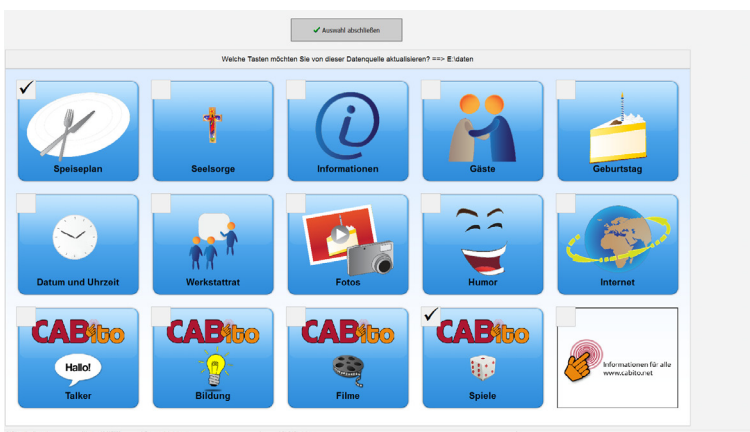 Auswahl abschließen
Welche Tasten möchten Sie von dieser Datenquelle aktualisieren? ==> E:\daten
Speiseplan
Seelsorge
Informationen
Gäste
Geburtstag
Datum und Uhrzeit
Werkstattrat
Fotos
Humor
Internet
CABito
Hallo!
Talker
CABito
Bildung
CABito
Filme
CABito
Spiele
Informationen für alle
www.cabito.net